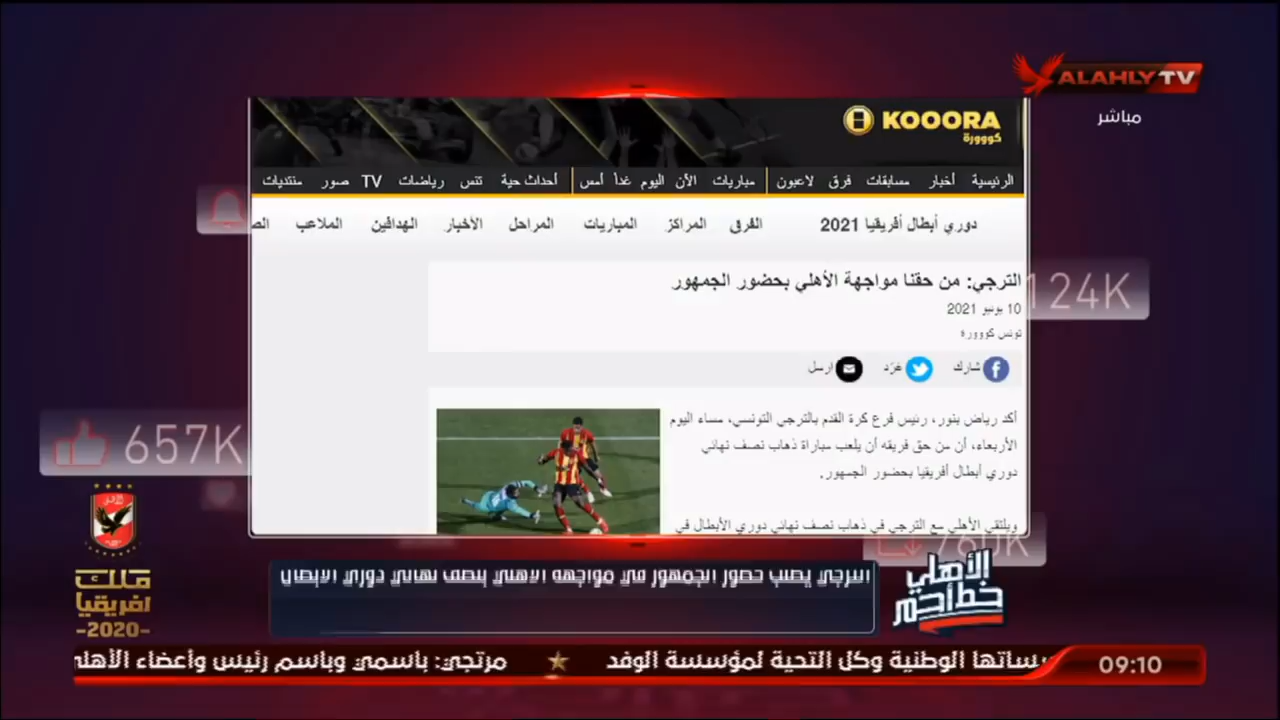 ALAHLY TV
مباشر
KOOORA
كووورة
الرئيسية أخبار مسابقات فرق لاعبون مباريات الآن اليوم غداً أمس أحداث حية تنس رياضات TV صور منتديات
دوري أبطال أفريقيا 2021 الفرق المراكز المباريات المراحل الأخبار الهدافين الملاعب الص
الترجي: من حقنا مواجهة الأهلي بحضور الجمهور
10 يونيو 2021
تونس كووورة
شارك غرّد ارسل
124K
657K
760K
أكد رياض بنور، رئيس فرع كرة القدم بالترجي التونسي، مساء اليوم
الأربعاء، أن من حق فريقه أن يلعب مباراة ذهاب نصف نهائي
دوري أبطال أفريقيا بحضور الجمهور.
ويلتقي الأهلي مع الترجي في ذهاب نصف نهائي دوري الأبطال في
الترجي يطلب حضور الجمهور في مواجهة الأهلي بنصف نهائي دوري الأبطال
الأهلي
خط أحمر
ملك
افريقيا
-2020-
سساتها الوطنية وكل التحية لمؤسسة الوفد ★ مرتجي: باسمي وباسم رئيس وأعضاء الأهلي
09:10